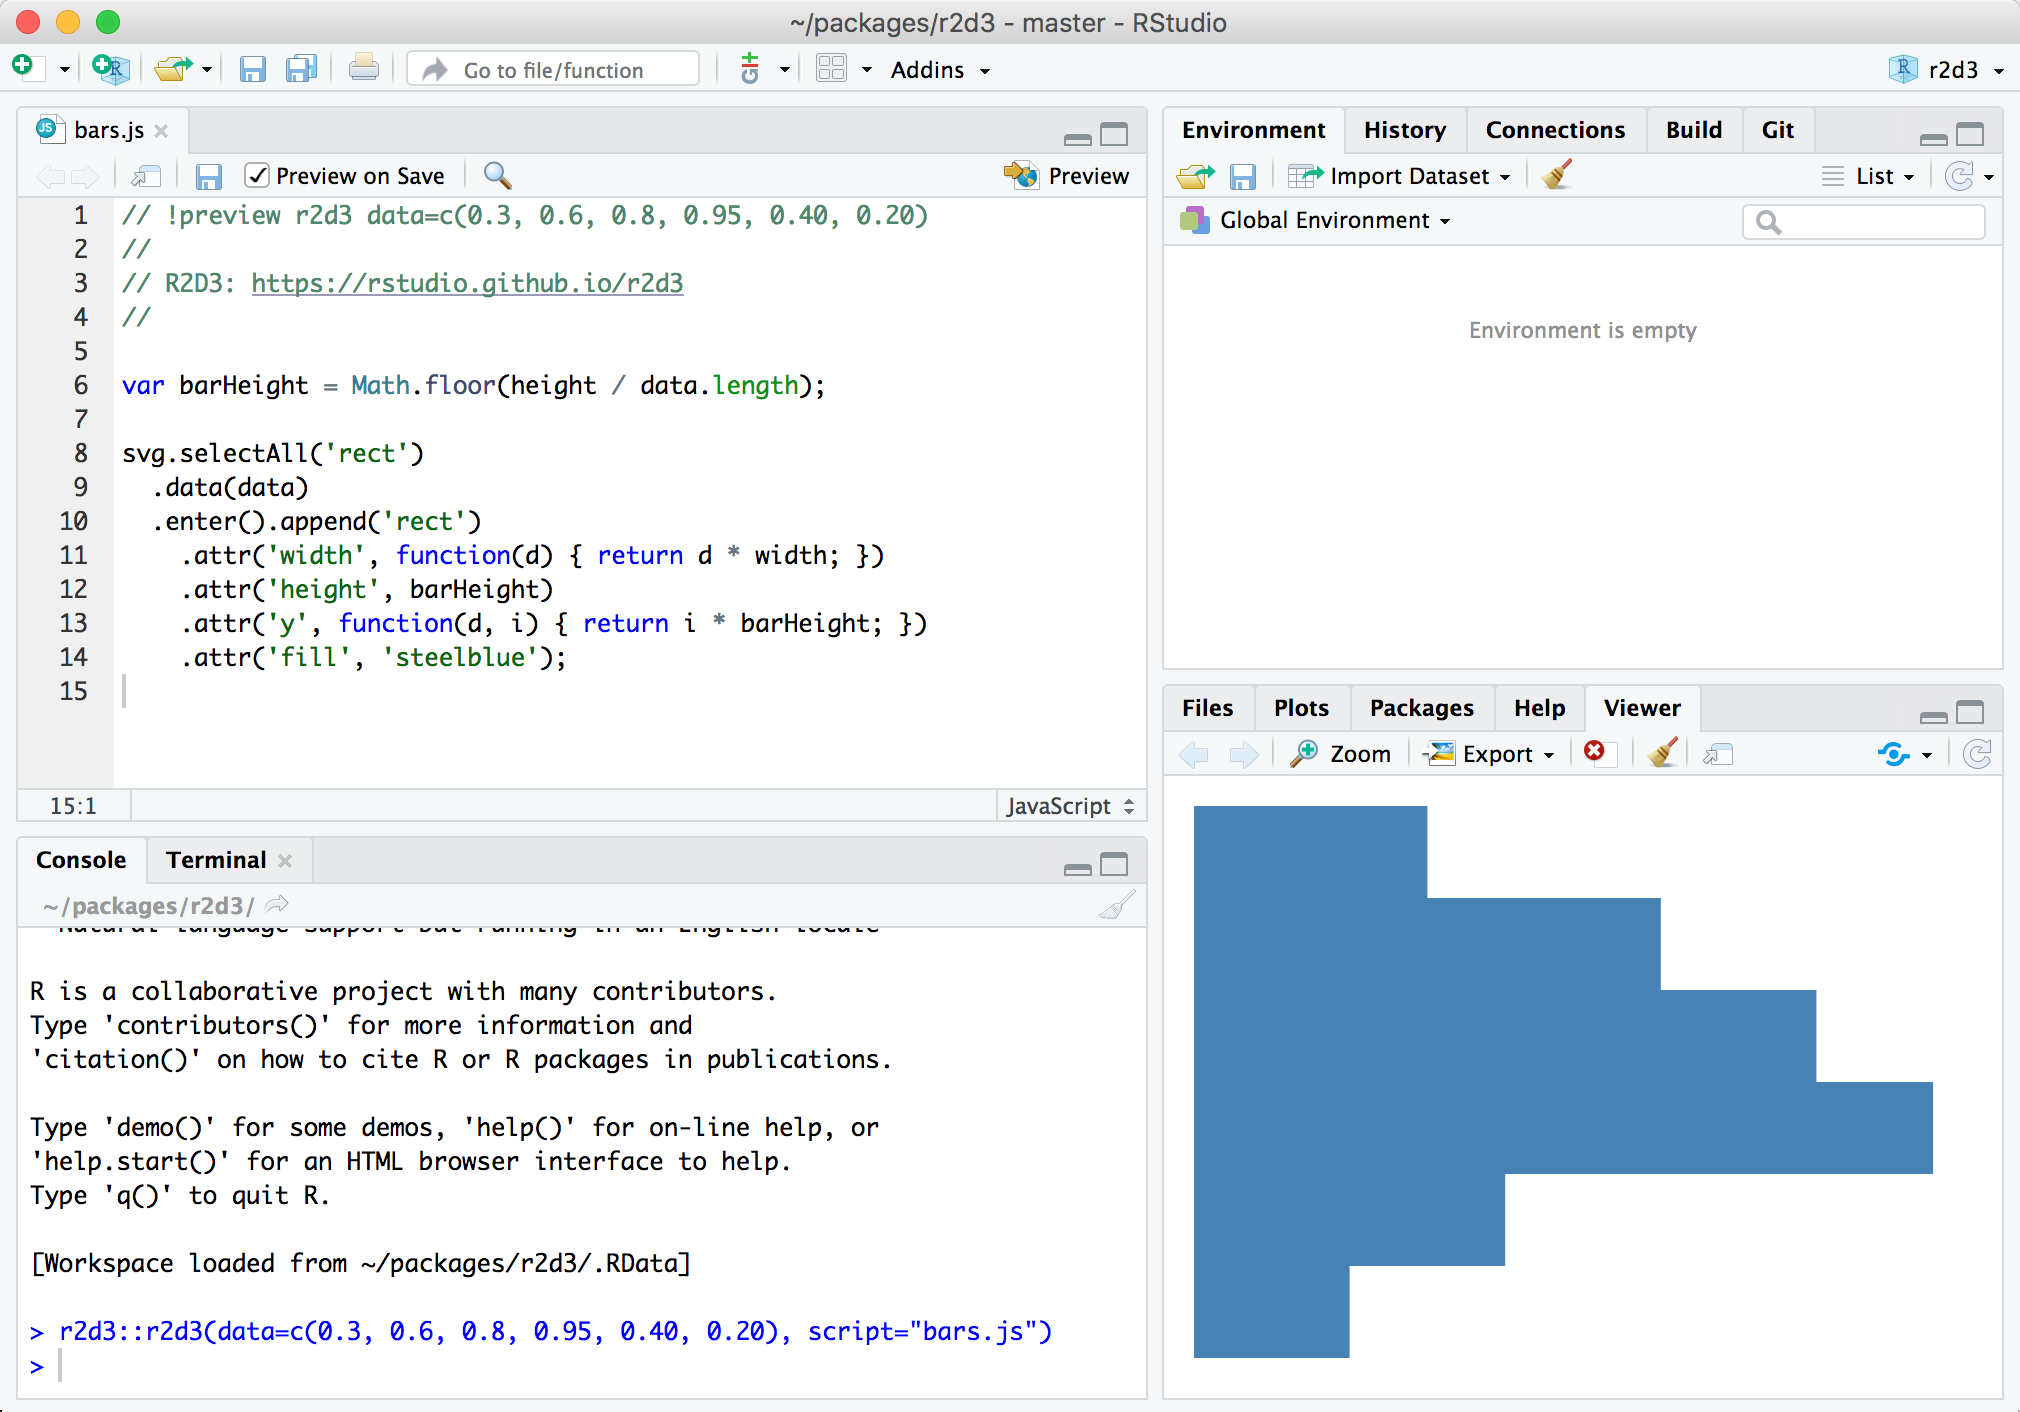 ~/packages/r2d3 - master - RStudio
Go to file/function
Addins
r2d3
bars.js
Preview on Save
Preview
1 // !preview r2d3 data=c(0.3, 0.6, 0.8, 0.95, 0.40, 0.20)
2 //
3 // R2D3: https://rstudio.github.io/r2d3
4 //
5
6 var barHeight = Math.floor(height / data.length);
7
8 svg.selectAll('rect')
9   .data(data)
10   .enter().append('rect')
11     .attr('width', function(d) { return d * width; })
12     .attr('height', barHeight)
13     .attr('y', function(d, i) { return i * barHeight; })
14     .attr('fill', 'steelblue');
15
15:1
JavaScript
Console
Terminal
~/packages/r2d3/
Natural language support but running in an English locale
R is a collaborative project with many contributors.
Type 'contributors()' for more information and
'citation()' on how to cite R or R packages in publications.
Type 'demo()' for some demos, 'help()' for on-line help, or
'help.start()' for an HTML browser interface to help.
Type 'q()' to quit R.
[Workspace loaded from ~/packages/r2d3/.RData]
> r2d3::r2d3(data=c(0.3, 0.6, 0.8, 0.95, 0.40, 0.20), script="bars.js")
>
Environment
History
Connections
Build
Git
Import Dataset
List
Global Environment
Environment is empty
Files
Plots
Packages
Help
Viewer
Zoom
Export